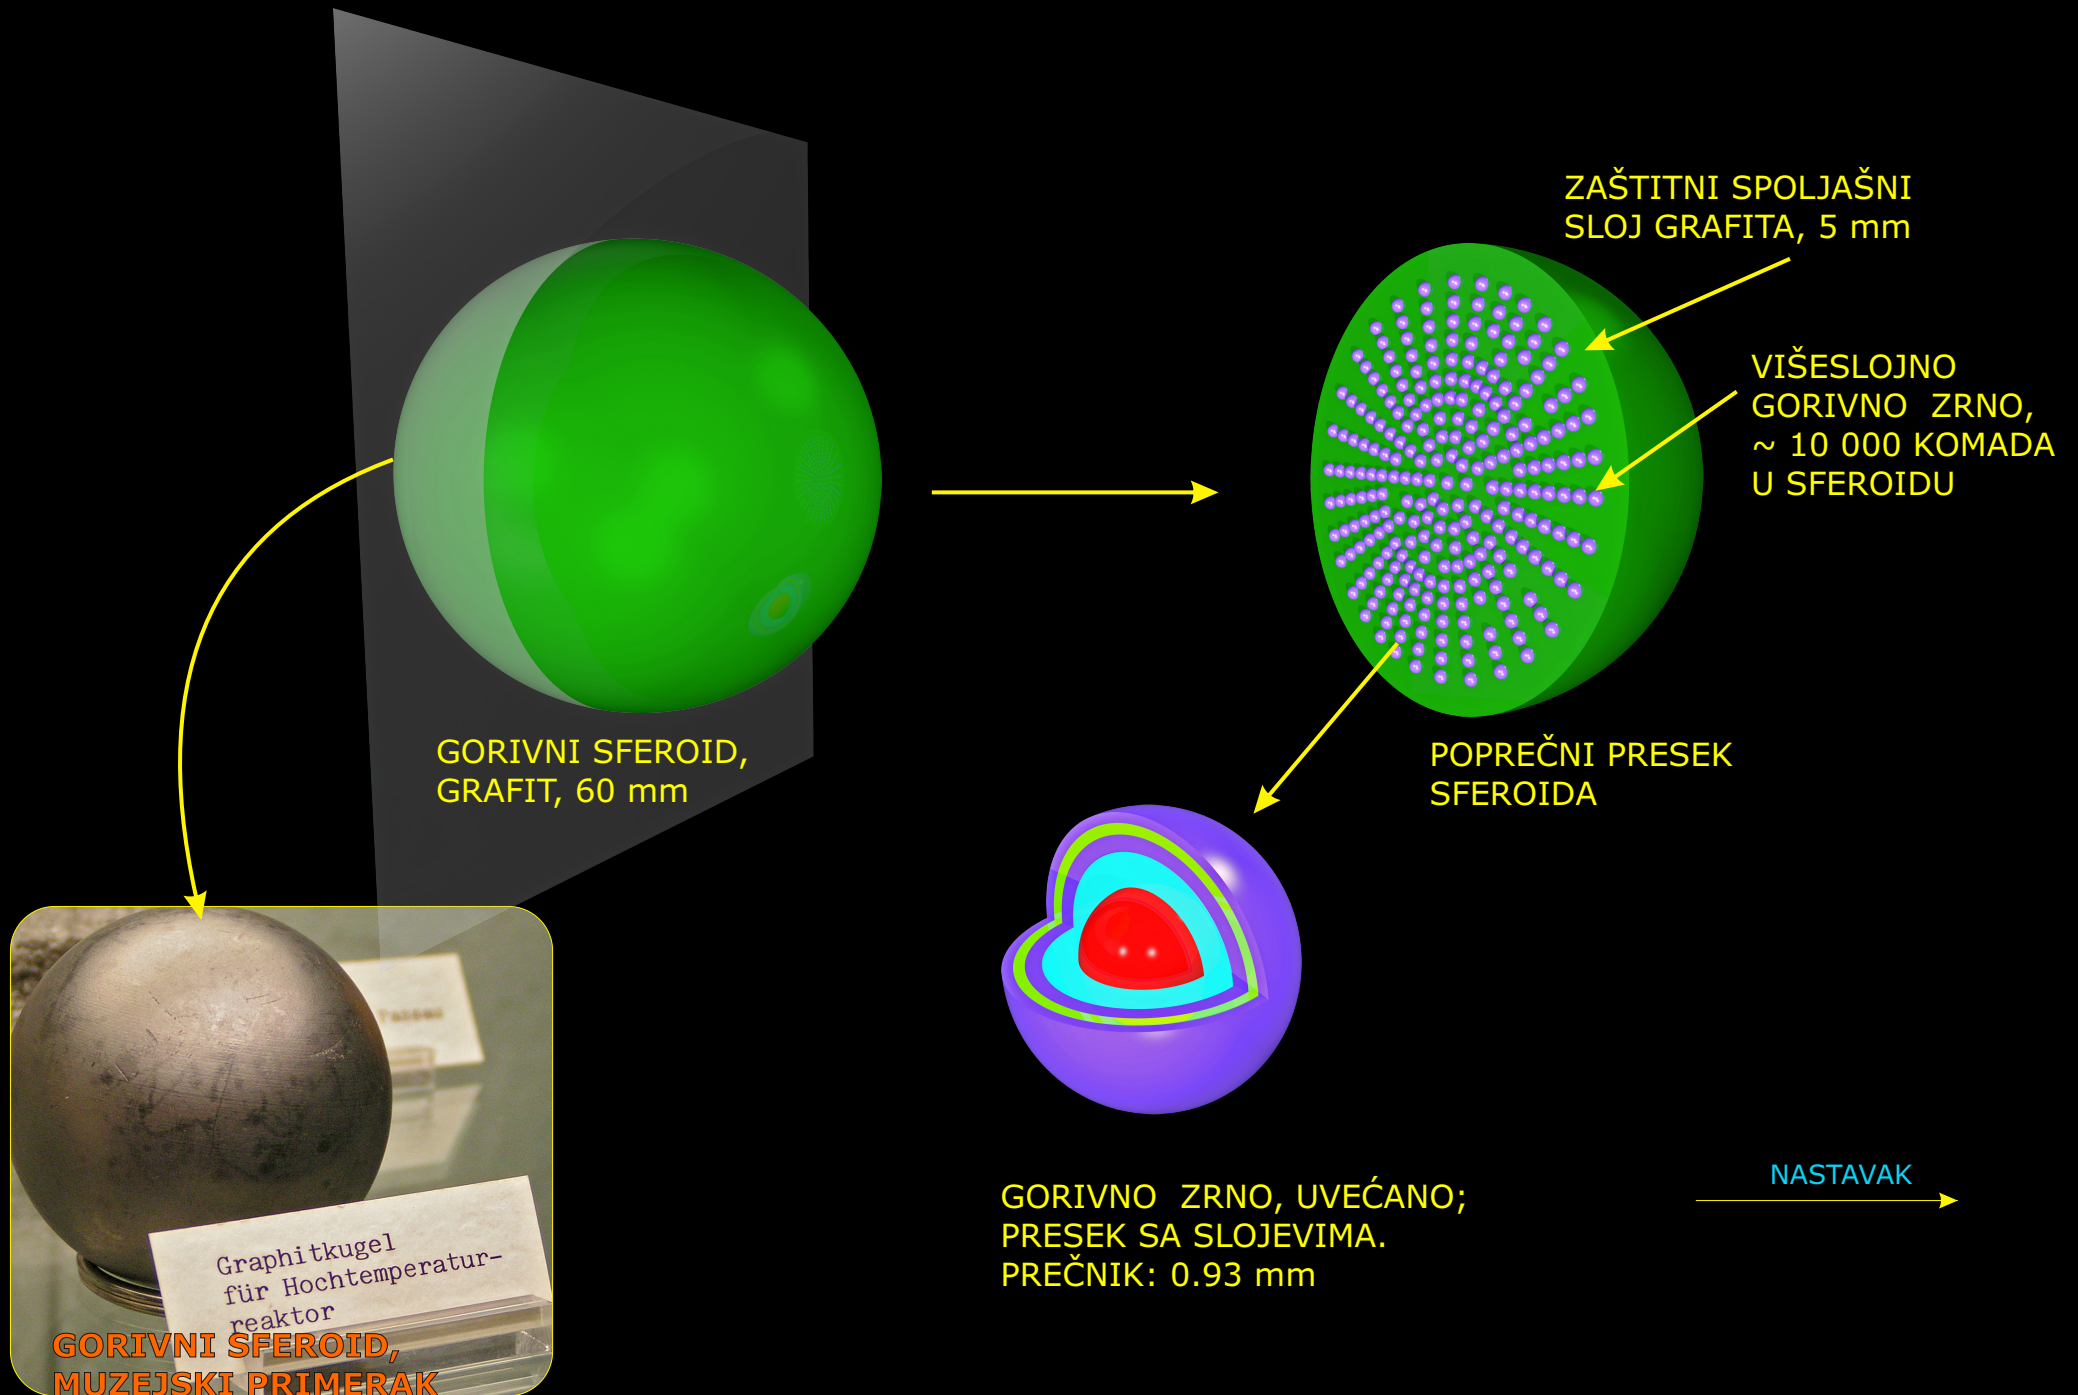 ZAŠTITNI SPOLJAŠNI
SLOJ GRAFITA, 5 mm
VIŠESLOJNO
GORIVNO ZRNO,
~ 10 000 KOMADA
U SFEROIDU
GORIVNI SFEROID,
GRAFIT, 60 mm
POPREČNI PRESEK
SFEROIDA
GORIVNO ZRNO, UVEĆANO;
PRESEK SA SLOJEVIMA.
PREČNIK: 0.93 mm
NASTAVAK
Graphitkugel
für Hochtemperatur-
reaktor
GORIVNI SFEROID,
MUZEJSKI PRIMERAK